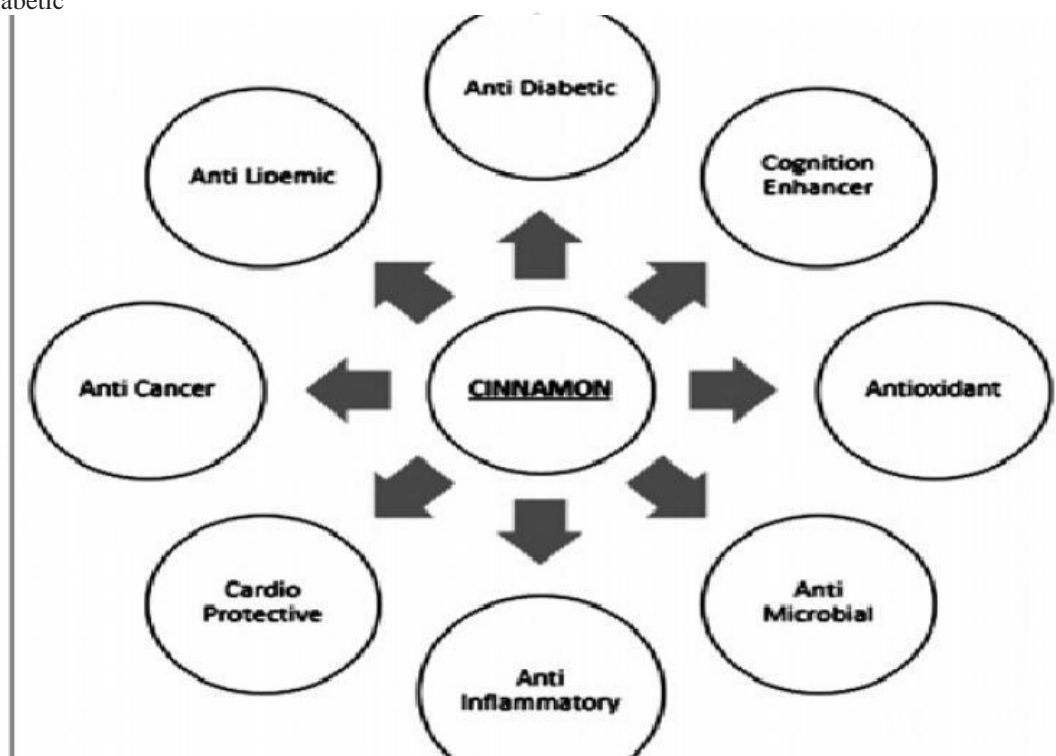 abetic
Anti Diabetic
Cognition
Enhancer
Antioxidant
Anti
Microbial
Anti
Inflammatory
Cardio
Protective
Anti Cancer
Anti Lipemic
CINNAMON